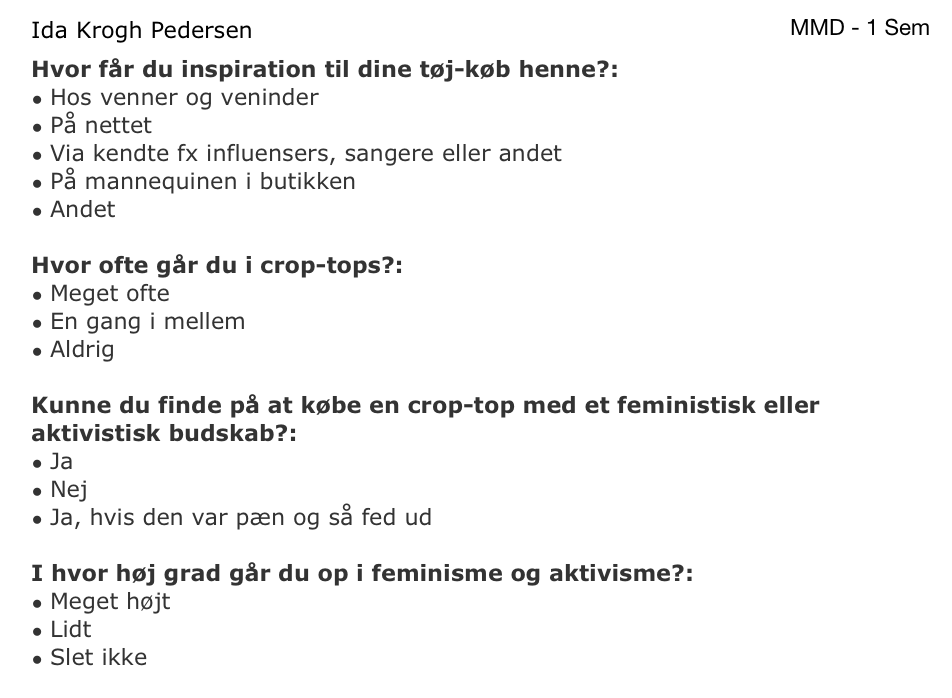 Ida Krogh Pedersen
MMD - 1 Sem
Hvor får du inspiration til dine tøj-køb henne?:
• Hos venner og veninder
• På nettet
• Via kendte fx influensers, sangere eller andet
• På mannequinen i butikken
• Andet
Hvor ofte går du i crop-tops?:
• Meget ofte
• En gang i mellem
• Aldrig
Kunne du finde på at købe en crop-top med et feministisk eller
aktivistisk budskab?:
• Ja
• Nej
• Ja, hvis den var pæn og så fed ud
I hvor høj grad går du op i feminisme og aktivisme?:
• Meget højt
• Lidt
• Slet ikke